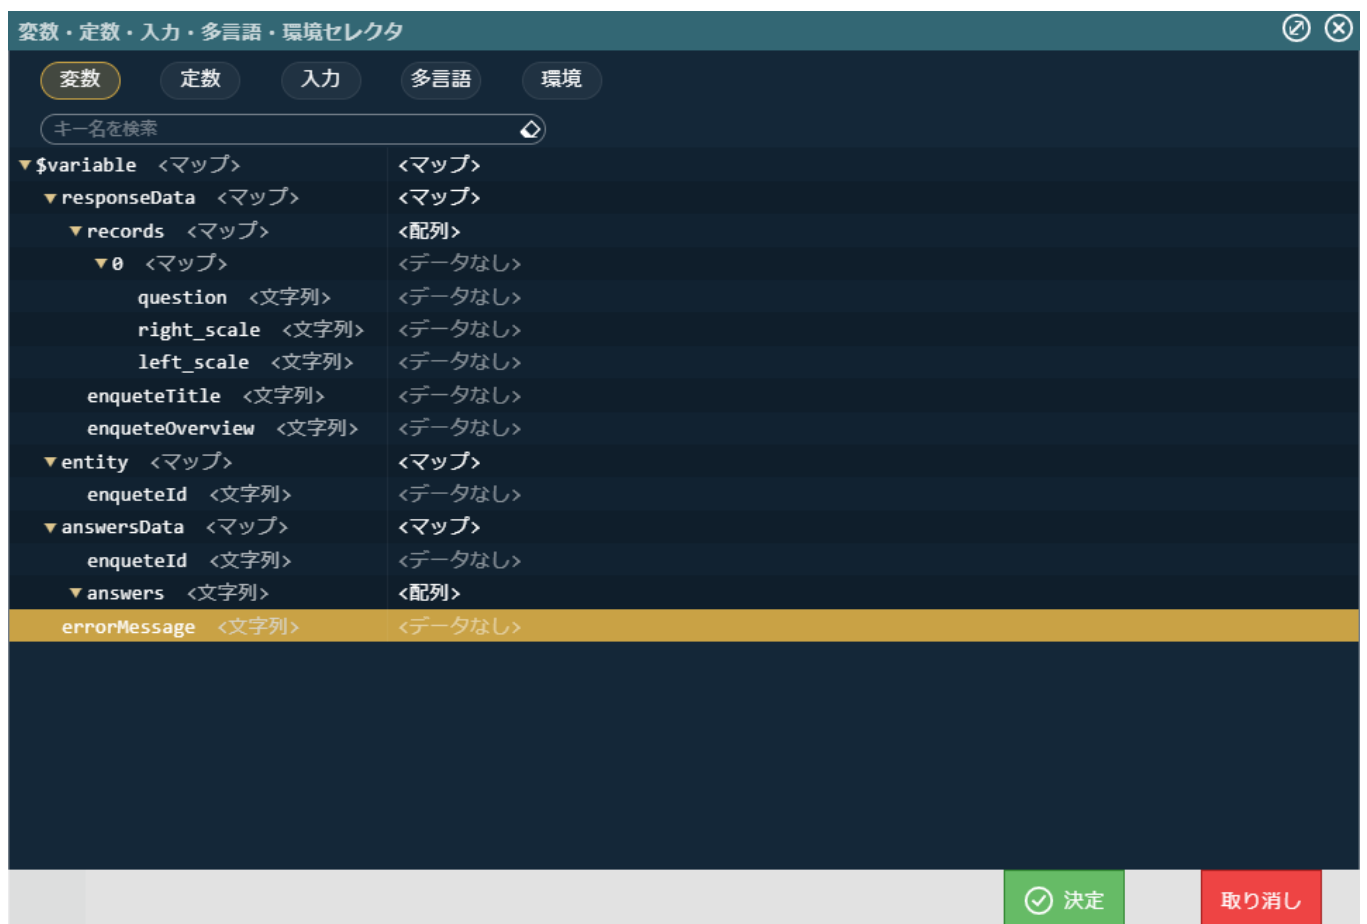 変数・定数・入力・多言語・環境セレクタ
変数 定数 入力 多言語 環境
キー名を検索
$variable <マップ> <マップ>
responseData <マップ> <マップ>
records <マップ> <配列>
0 <マップ> <データなし>
question <文字列> <データなし>
right_scale <文字列> <データなし>
left_scale <文字列> <データなし>
enqueteTitle <文字列> <データなし>
enqueteOverview <文字列> <データなし>
entity <マップ> <マップ>
enqueteId <文字列> <データなし>
answersData <マップ> <マップ>
enqueteId <文字列> <データなし>
answers <文字列> <配列>
errorMessage <文字列> <データなし>
決定 取り消し